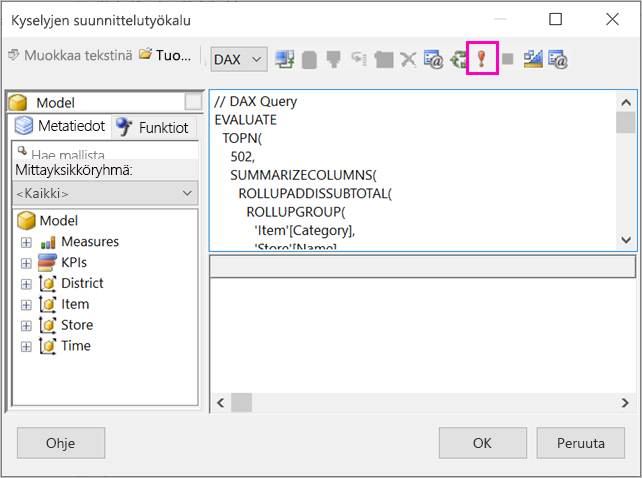 Kyselyjen suunnittelutyökalu
Muokkaa tekstinä Tuo... DAX
Model
Metatiedot Funktiot
Hae mallista
Mittayksikköryhmä:
<Kaikki>
Model
Measures
KPIs
District
Item
Store
Time
// DAX Query
EVALUATE
TOPN(
502,
SUMMARIZECOLUMNS(
ROLLUPADDISSUBTOTAL(
ROLLUPGROUP(
'Item'[Category],
'Store'[Name]
Ohje OK Peruuta